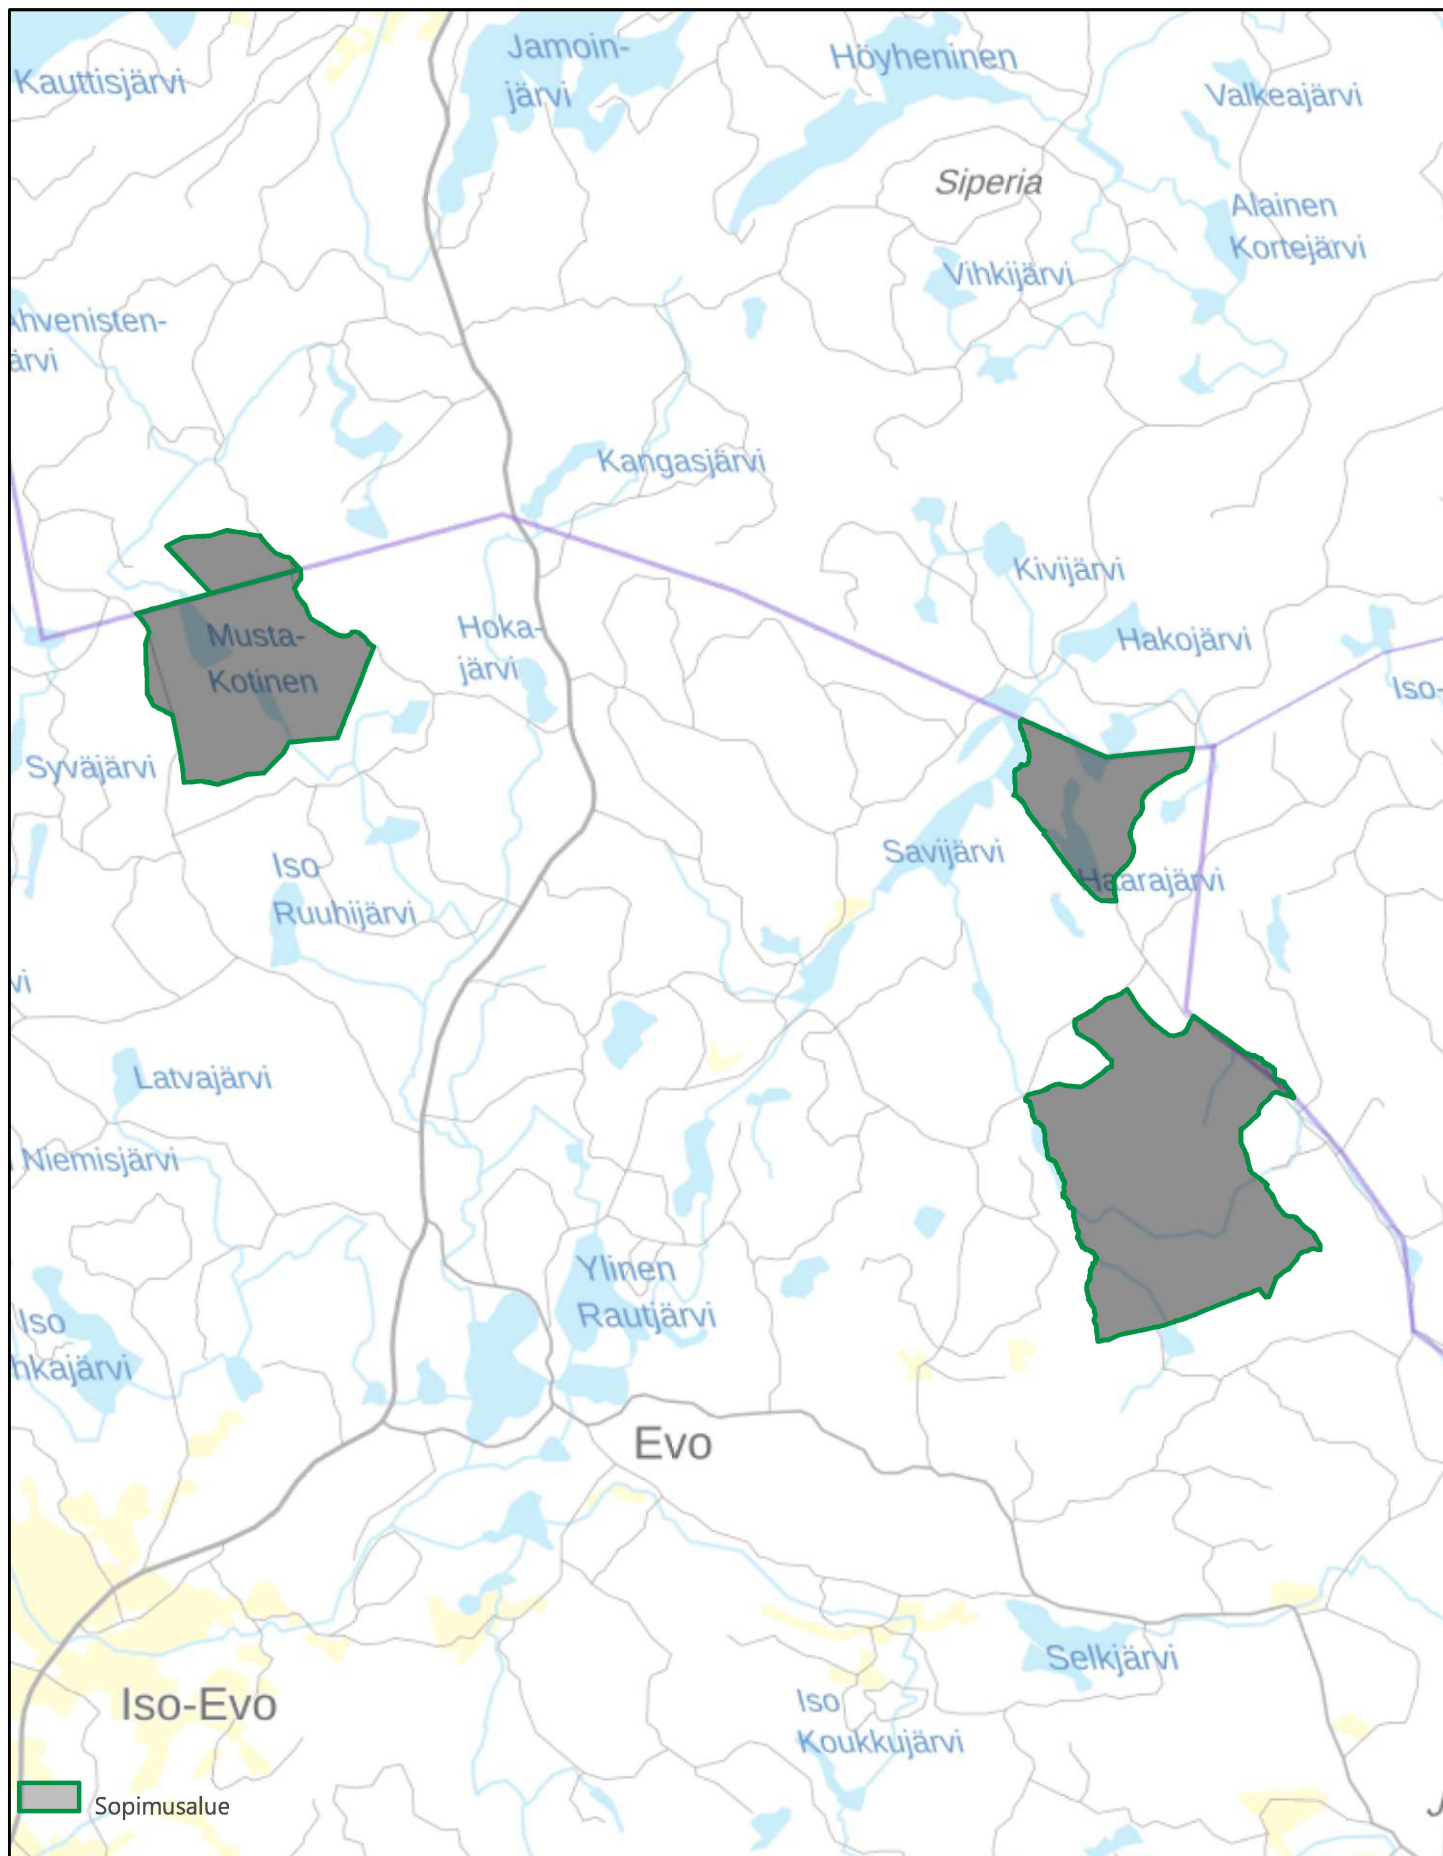 Jamoin-
järvi
Höyheninen
Kauttisjärvi
Valkeajärvi
Siperia
Alainen
Kortejärvi
Vihkijärvi
Ahvenisten-
ärvi
Kangasjärvi
Kivijärvi
Musta-
Kotinen
Hoka-
järvi
Hakojärvi
Iso-
Syväjärvi
Iso
Ruuhijärvi
Savijärvi
Haarajärvi
vi
Latvajärvi
Niemisjärvi
Ylinen
Rautjärvi
Iso
hkajärvi
Evo
Selkjärvi
Iso-Evo
Iso
Koukkujärvi
Sopimusalue
J